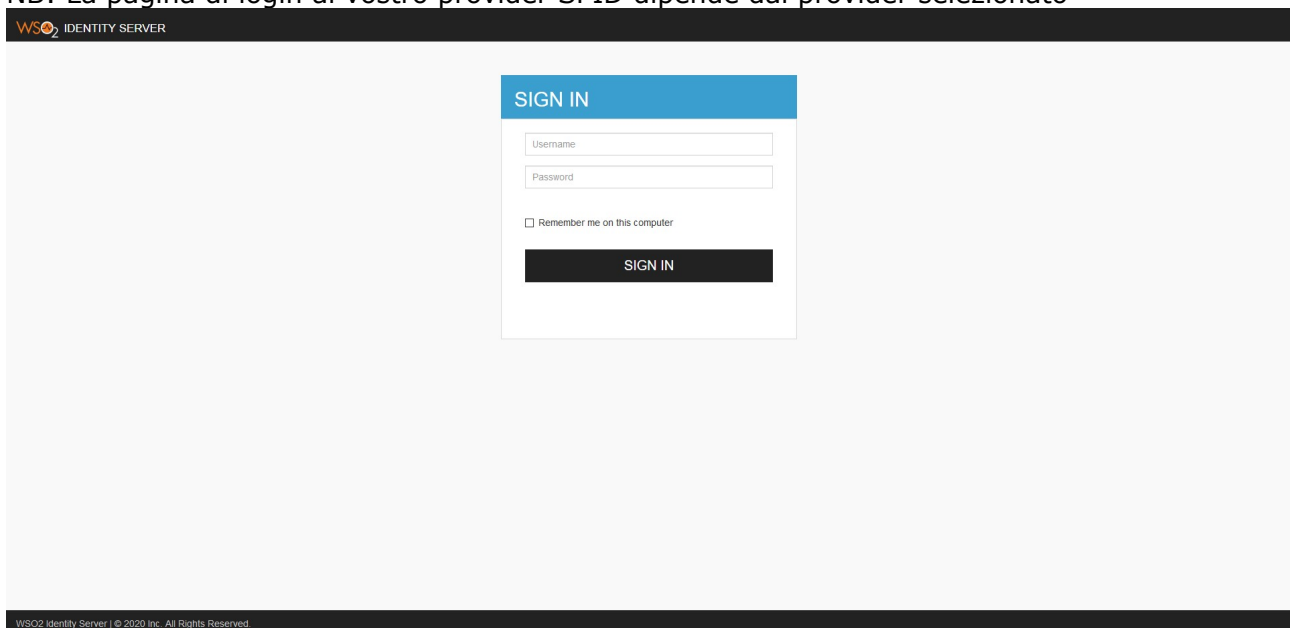 NB: La pagina di login di vostro provider SPID dipende dal provider selezionato
WSO2 IDENTITY SERVER
SIGN IN
Username
Password
Remember me on this computer
SIGN IN
WSO2 Identity Server | © 2020 Inc. All Rights Reserved.